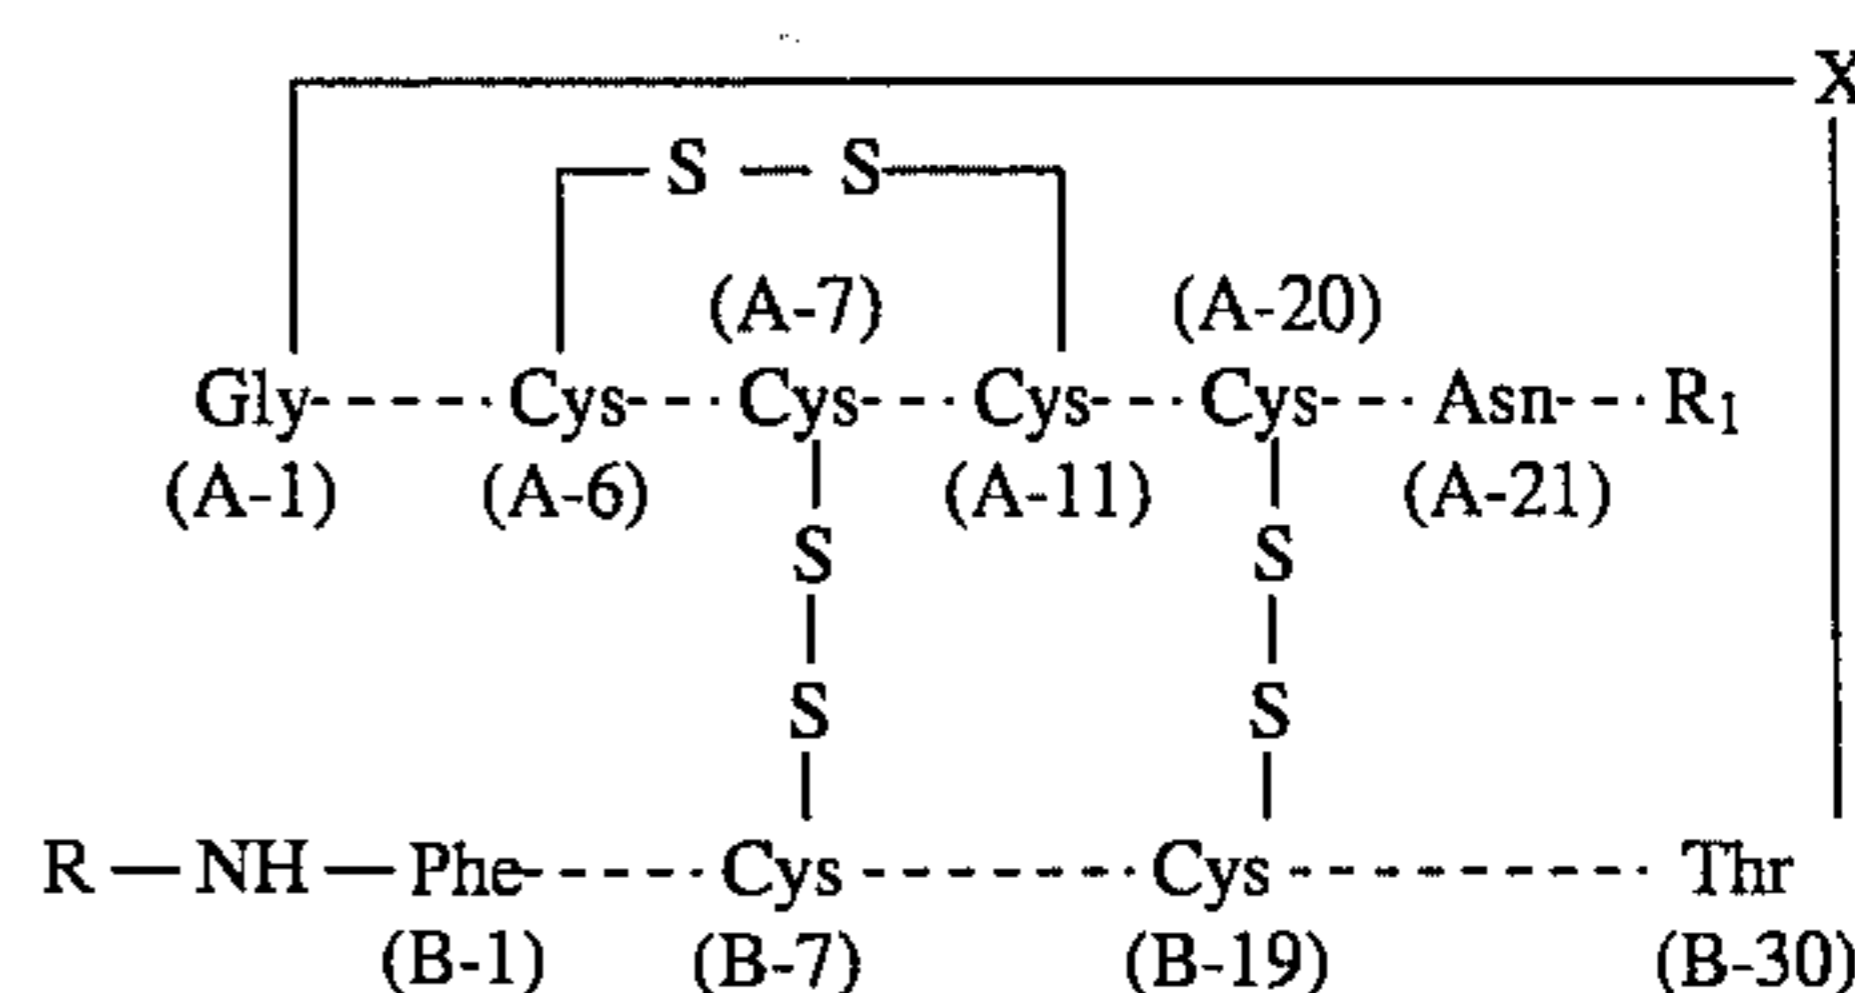 X
S — S
(A-7) (A-20)
Gly Cys Cys Cys Cys Asn R₁
(A-1) (A-6) (A-11) (A-21)
S S
S S
R — NH — Phe Cys Cys Thr
(B-1) (B-7) (B-19) (B-30)